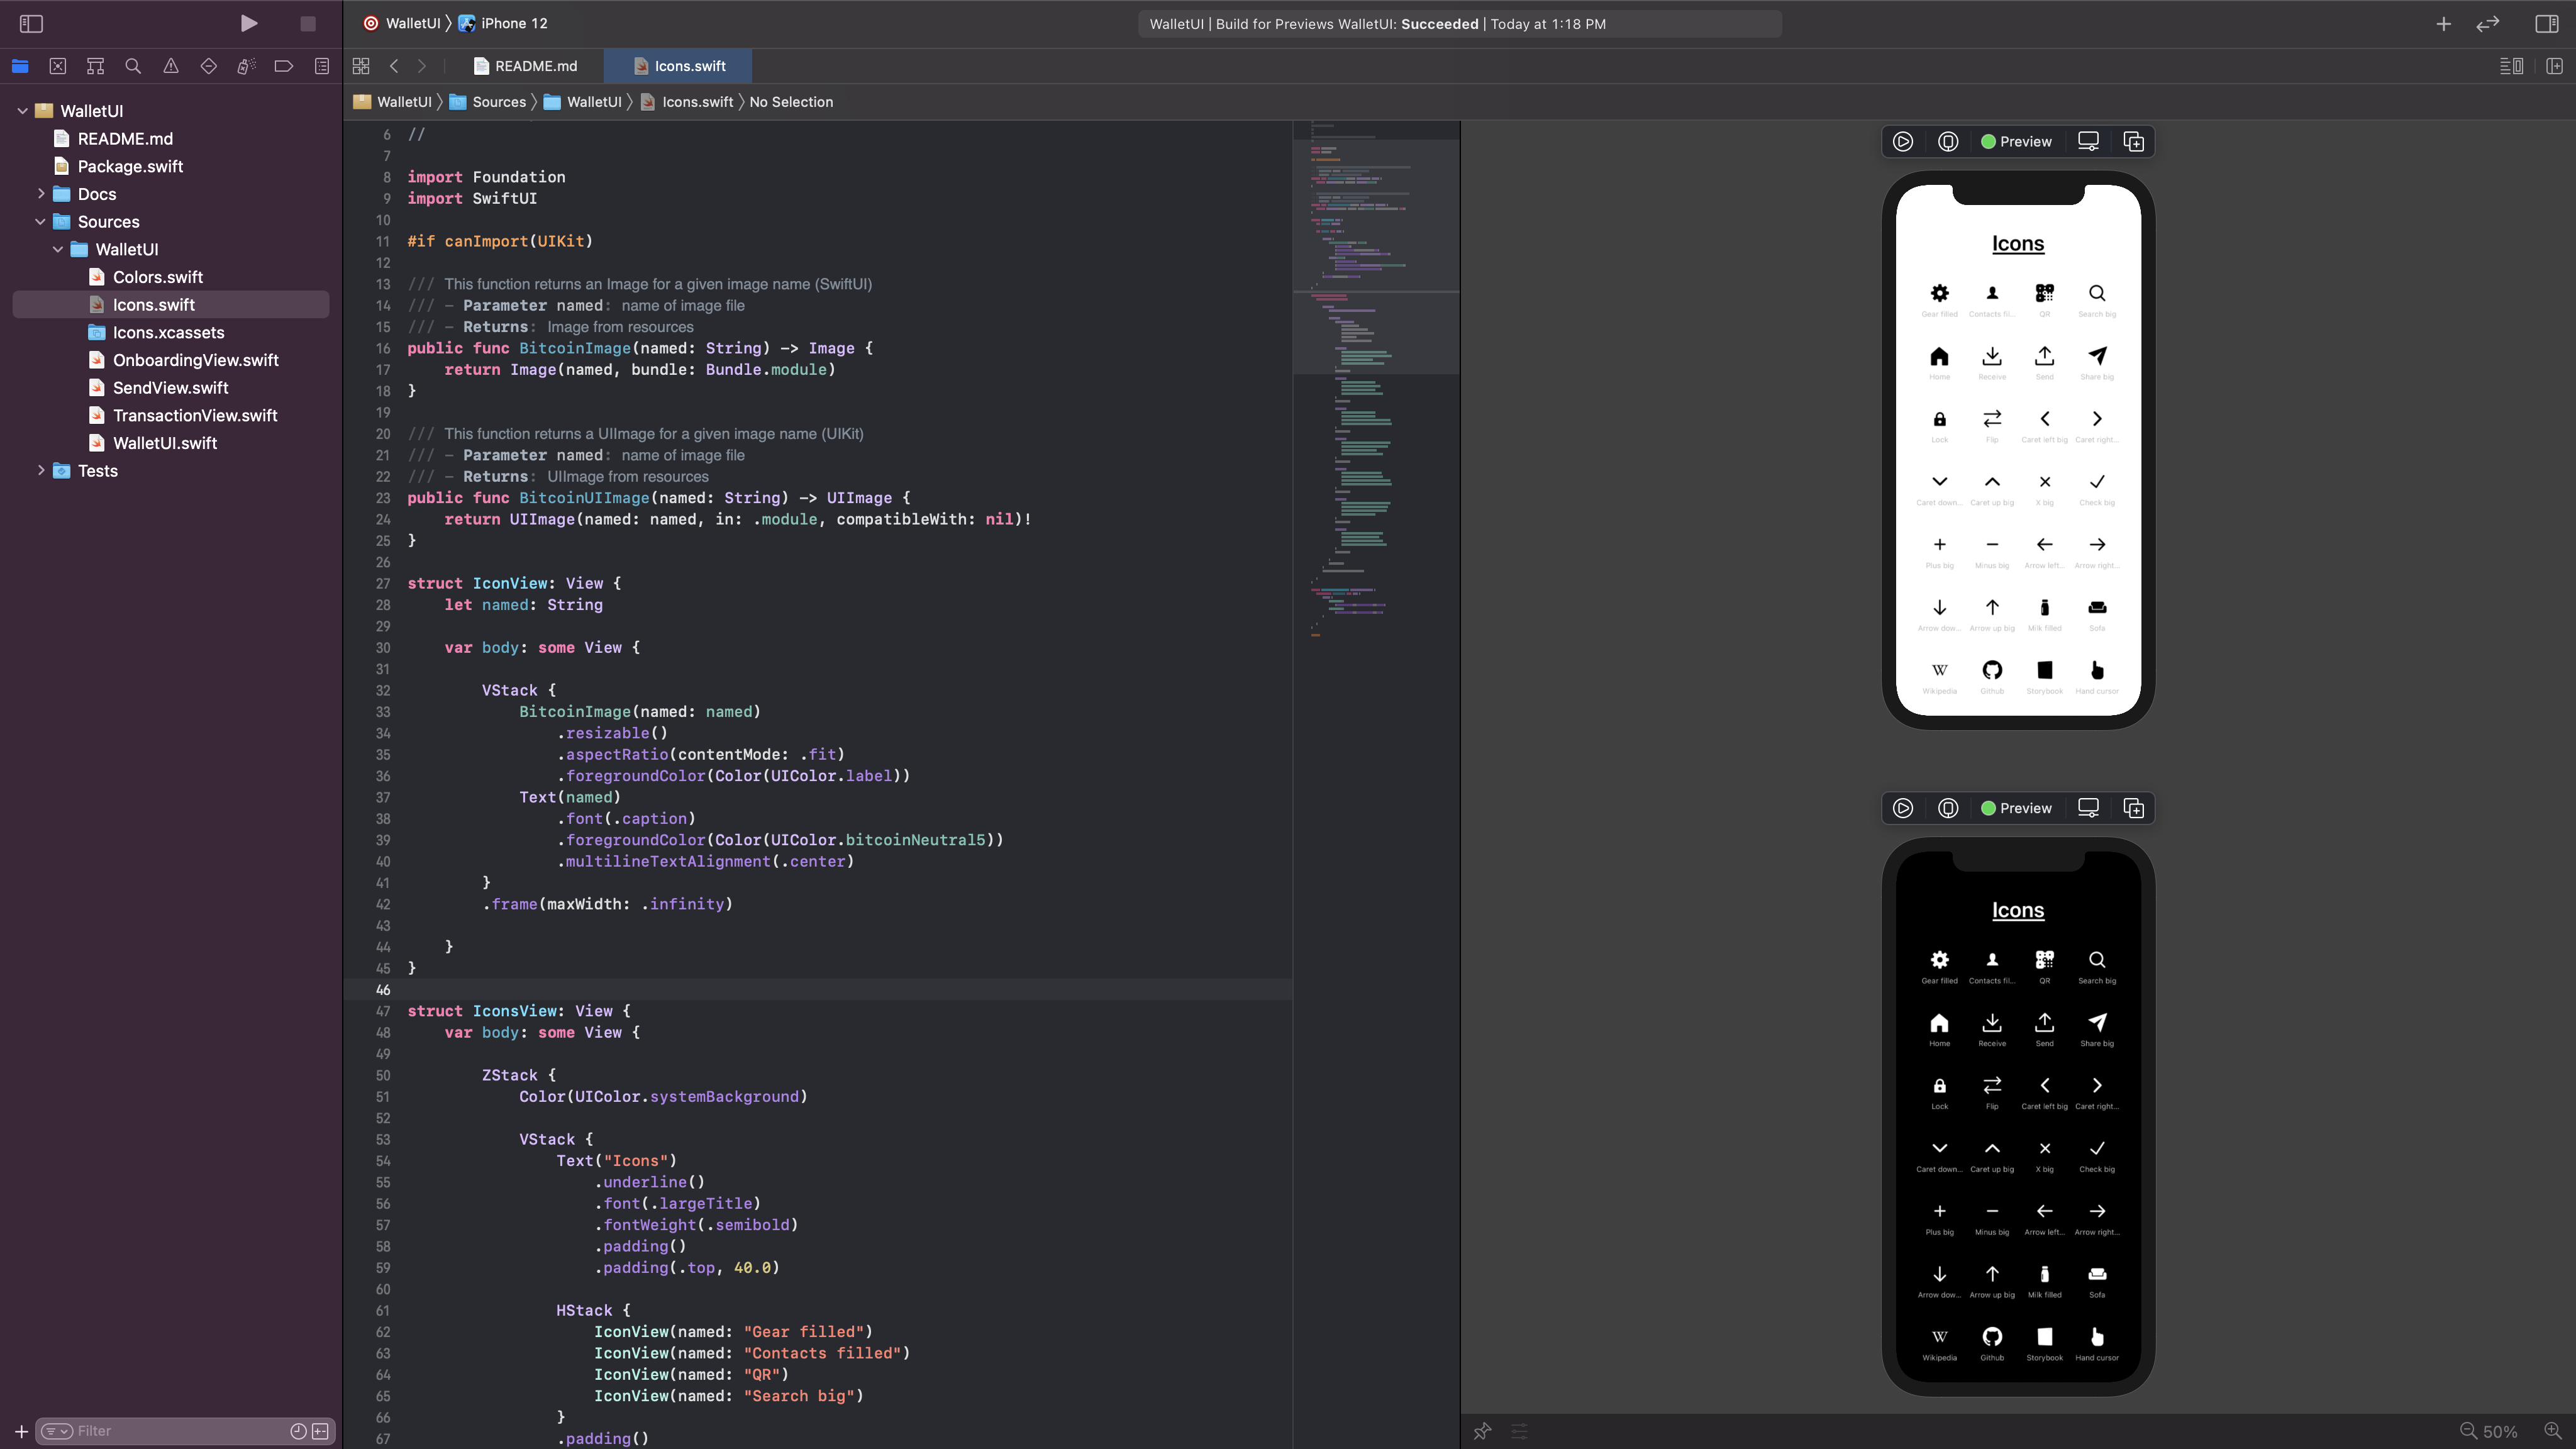 WalletUI
iPhone 12
WalletUI | Build for Previews WalletUI: Succeeded | Today at 1:18 PM
README.md
Icons.swift
WalletUI
Sources
WalletUI
Icons.swift
No Selection
WalletUI
README.md
Package.swift
Docs
Sources
WalletUI
Colors.swift
Icons.swift
Icons.xcassets
OnboardingView.swift
SendView.swift
TransactionView.swift
WalletUI.swift
Tests
Filter
6 //
7
8 import Foundation
9 import SwiftUI
10
11 #if canImport(UIKit)
12
13 /// This function returns an Image for a given image name (SwiftUI)
14 /// - Parameter named: name of image file
15 /// - Returns: Image from resources
16 public func BitcoinImage(named: String) -> Image {
17     return Image(named, bundle: Bundle.module)
18 }
19
20 /// This function returns a UIImage for a given image name (UIKit)
21 /// - Parameter named: name of image file
22 /// - Returns: UIImage from resources
23 public func BitcoinUIImage(named: String) -> UIImage {
24     return UIImage(named: named, in: .module, compatibleWith: nil)!
25 }
26
27 struct IconView: View {
28     let named: String
29
30     var body: some View {
31
32         VStack {
33             BitcoinImage(named: named)
34                 .resizable()
35                 .aspectRatio(contentMode: .fit)
36                 .foregroundColor(Color(UIColor.label))
37             Text(named)
38                 .font(.caption)
39                 .foregroundColor(Color(UIColor.bitcoinNeutral5))
40                 .multilineTextAlignment(.center)
41         }
42         .frame(maxWidth: .infinity)
43
44     }
45 }
46
47 struct IconsView: View {
48     var body: some View {
49
50         ZStack {
51             Color(UIColor.systemBackground)
52
53             VStack {
54                 Text("Icons")
55                     .underline()
56                     .font(.largeTitle)
57                     .fontWeight(.semibold)
58                     .padding()
59                     .padding(.top, 40.0)
60
61                 HStack {
62                     IconView(named: "Gear filled")
63                     IconView(named: "Contacts filled")
64                     IconView(named: "QR")
65                     IconView(named: "Search big")
66                 }
67                 .padding()
Preview
Icons
Gear filled Contacts fil... QR Search big
Home Receive Send Share big
Lock Flip Caret left big Caret right...
Caret down... Caret up big X big Check big
Plus big Minus big Arrow left... Arrow right...
Arrow dow... Arrow up big Milk filled Sofa
W
Wikipedia Github Storybook Hand cursor
Preview
Icons
Gear filled Contacts fil... QR Search big
Home Receive Send Share big
Lock Flip Caret left big Caret right...
Caret down... Caret up big X big Check big
Plus big Minus big Arrow left... Arrow right...
Arrow dow... Arrow up big Milk filled Sofa
W
Wikipedia Github Storybook Hand cursor
50%